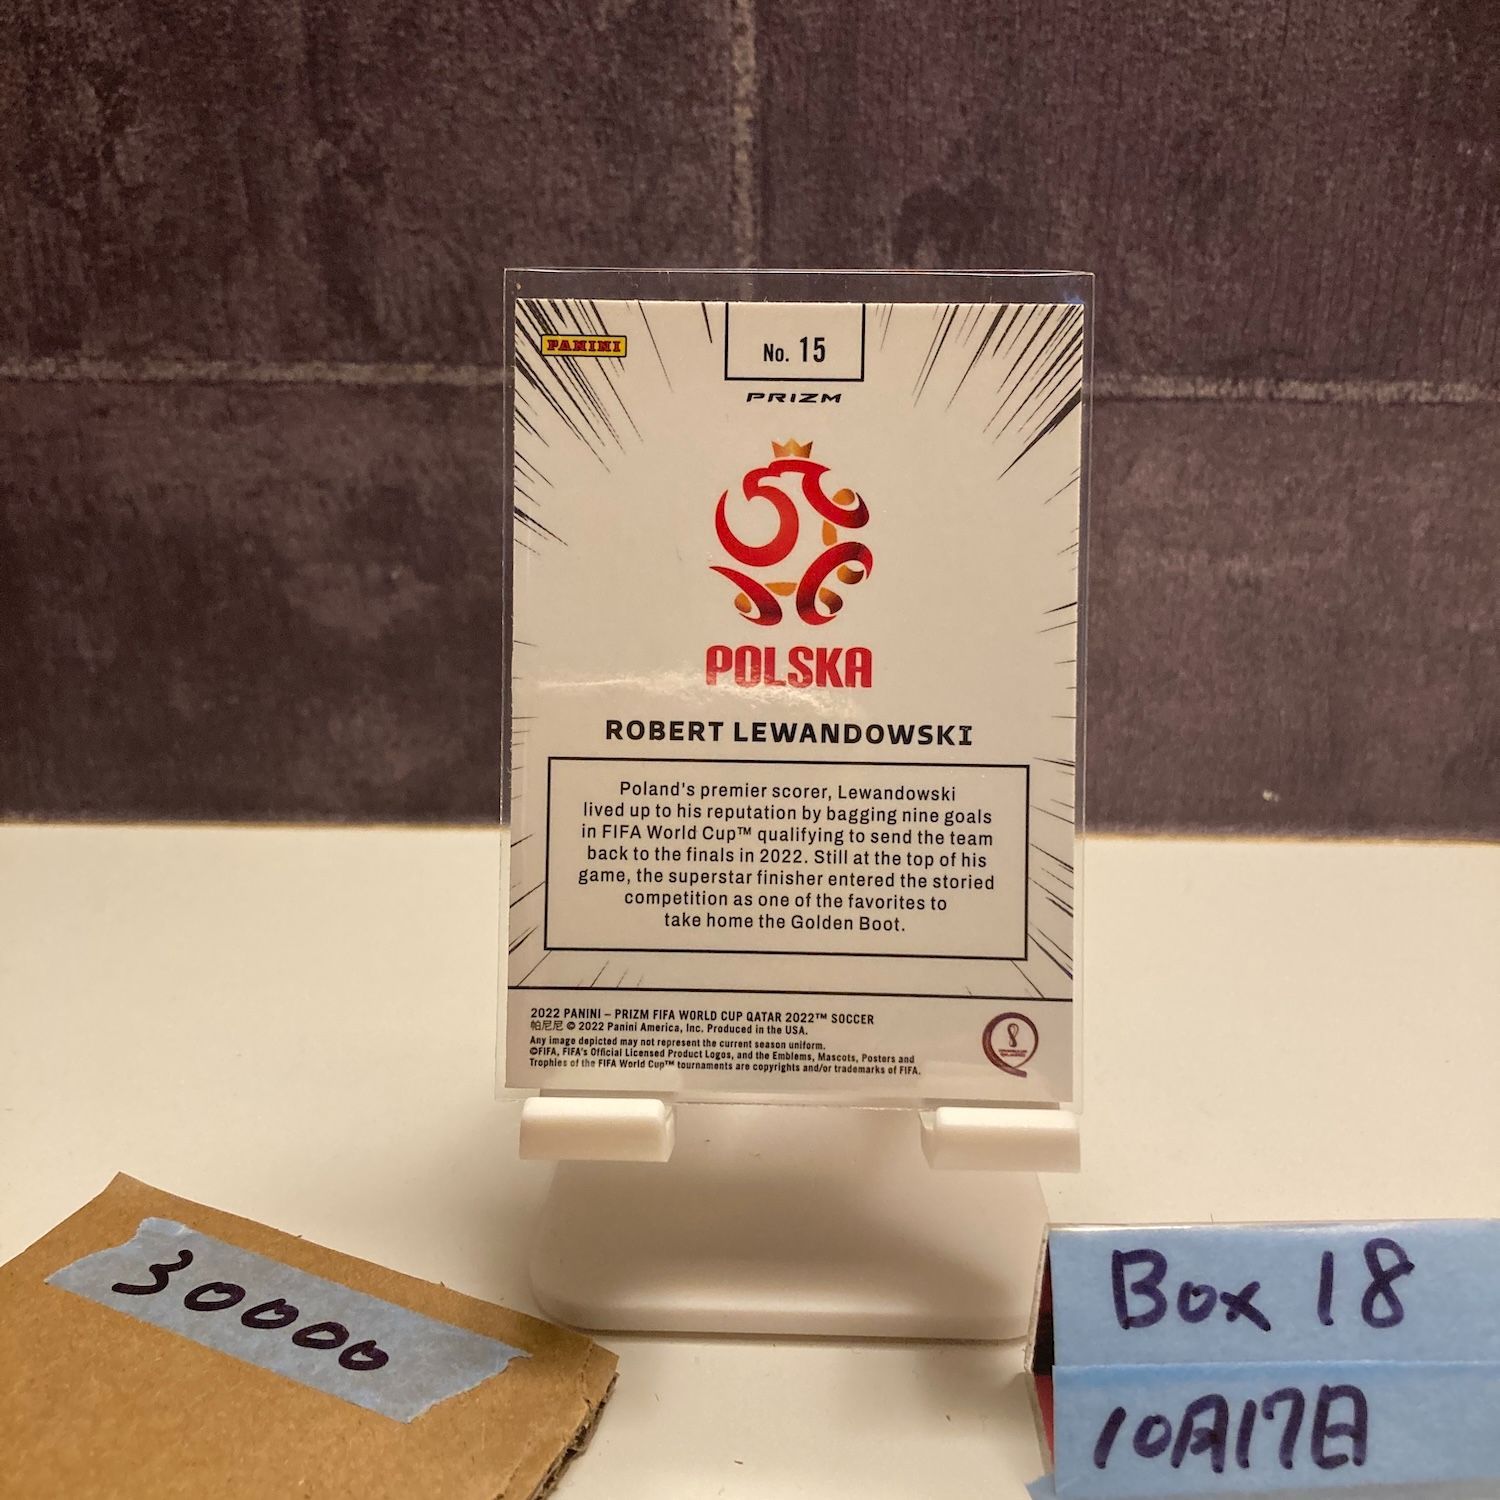 PANINI
No. 15
PRIZM
POLSKA
ROBERT LEWANDOWSKI
Poland's premier scorer, Lewandowski
lived up to his reputation by bagging nine goals
in FIFA World Cup™ qualifying to send the team
back to the finals in 2022. Still at the top of his
game, the superstar finisher entered the storied
competition as one of the favorites to
take home the Golden Boot.
2022 PANINI – PRIZM FIFA WORLD CUP QATAR 2022™ SOCCER
帕尼尼 © 2022 Panini America, Inc. Produced in the USA.
Any image depicted may not represent the current season uniform.
©FIFA, FIFA's Official Licensed Product Logos, and the Emblems, Mascots, Posters and
Trophies of the FIFA World Cup™ tournaments are copyrights and/or trademarks of FIFA.
30000
Box 18
10月17日